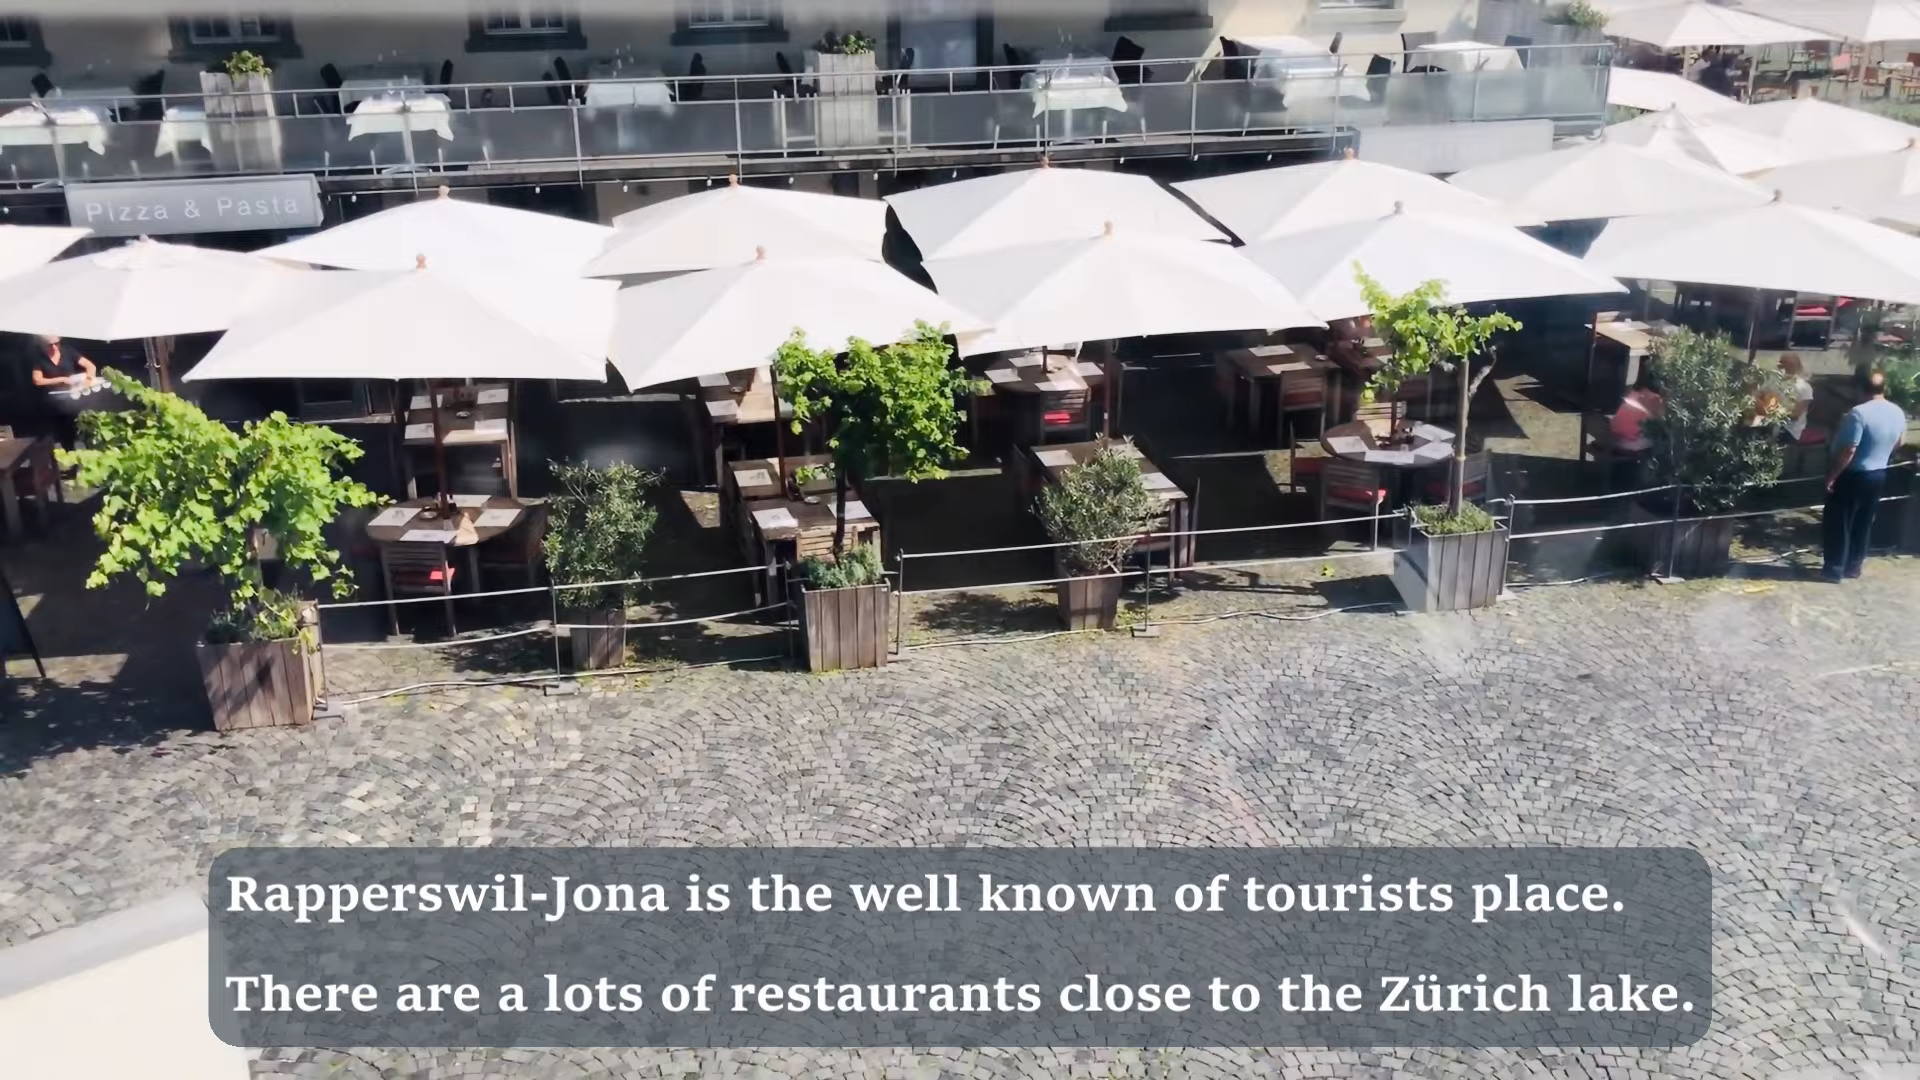 Pizza & Pasta
Rapperswil-Jona is the well known of tourists place.
There are a lots of restaurants close to the Zürich lake.